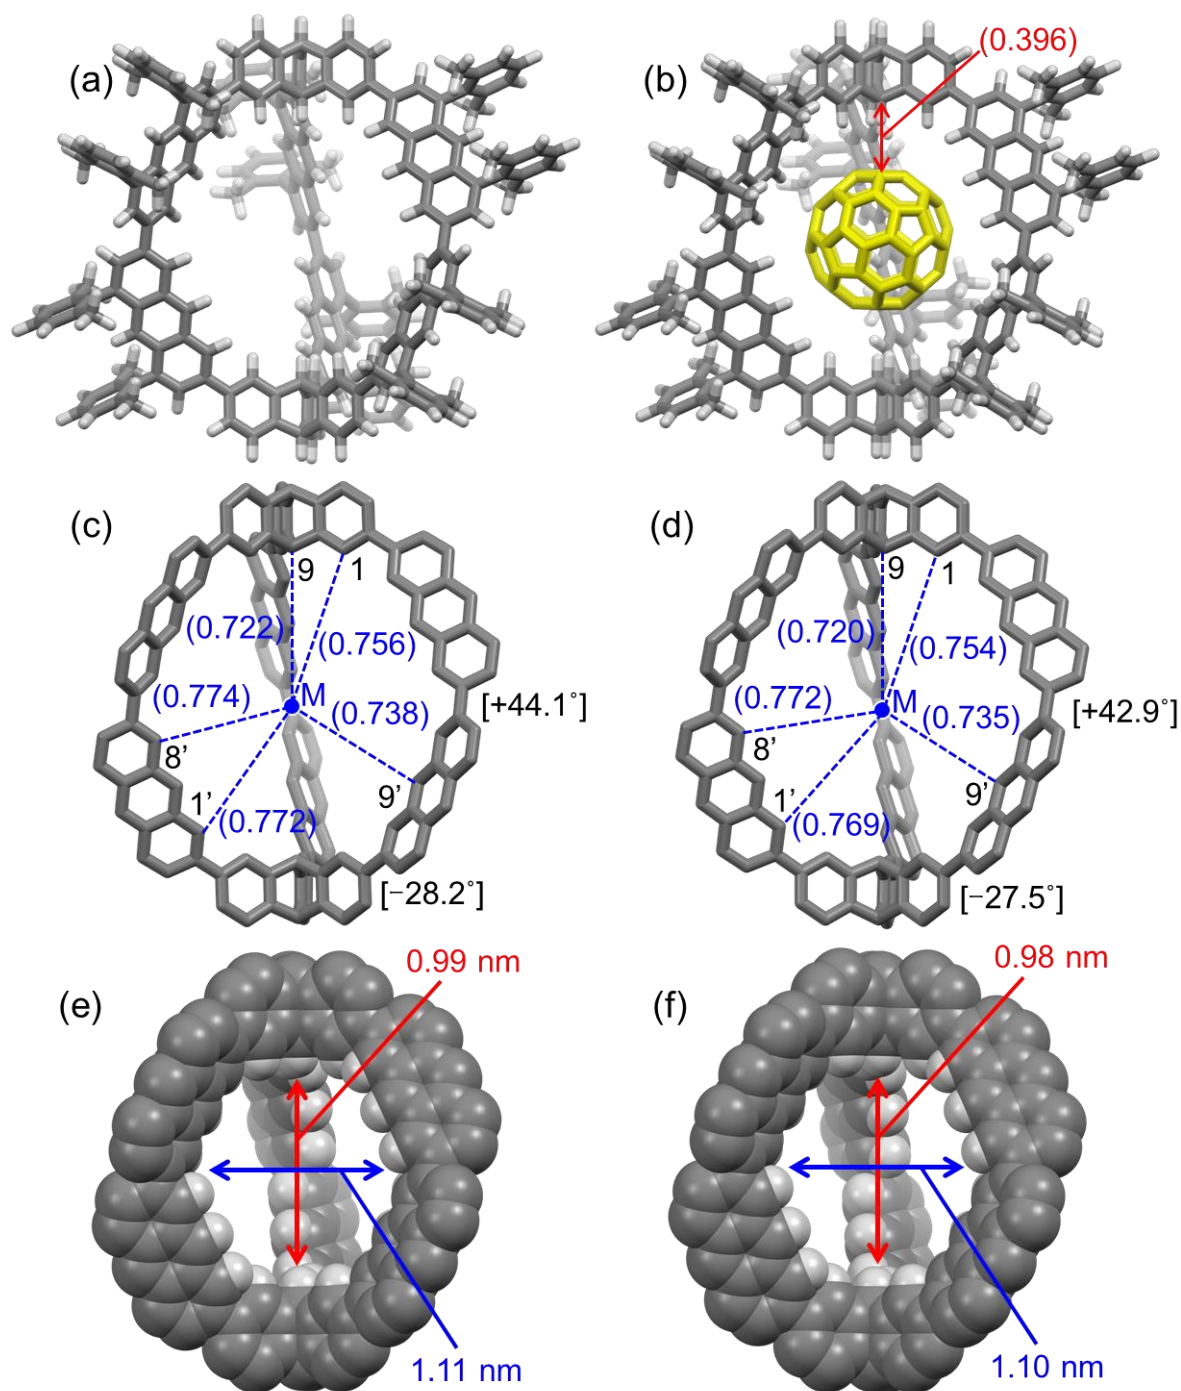 (a)
(b)
(0.396)
(c)
9
1
(0.722)
(0.756)
(0.774)
M
(0.738)
[+44.1°]
8’
1’
9’
(0.772)
[−28.2°]
(d)
9
1
(0.720)
(0.754)
(0.772)
M
(0.735)
[+42.9°]
8’
1’
9’
(0.769)
[−27.5°]
(e)
0.99 nm
1.11 nm
(f)
0.98 nm
1.10 nm